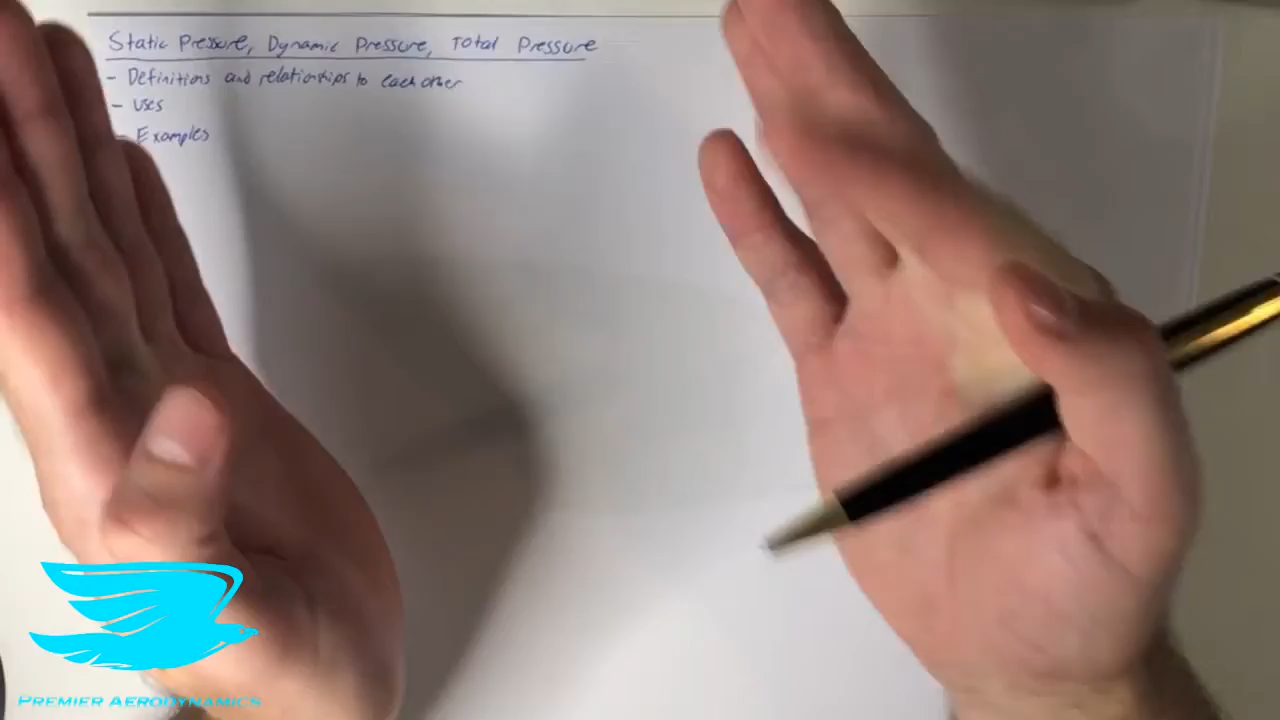 Static Pressure, Dynamic Pressure, Total Pressure
- Definitions and relationships to each other
- Uses
- Examples
PREMIER AERODYNAMICS